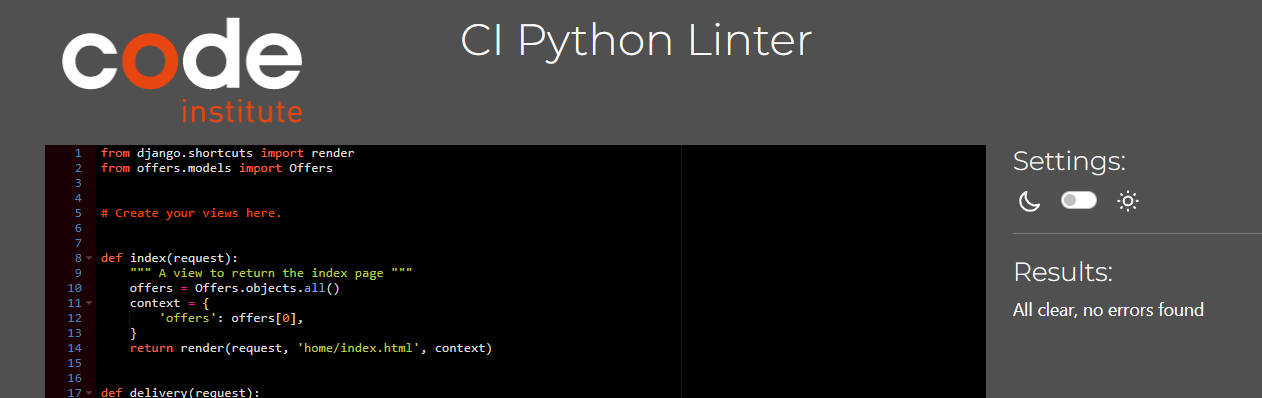 code
institute
CI Python Linter
1 from django.shortcuts import render
2 from offers.models import Offers
3
4
5 # Create your views here.
6
7
8 def index(request):
9     """ A view to return the index page """
10     offers = Offers.objects.all()
11     context = {
12         'offers': offers[0],
13     }
14     return render(request, 'home/index.html', context)
15
16
17 def delivery(request):
Settings:
Results:
All clear, no errors found